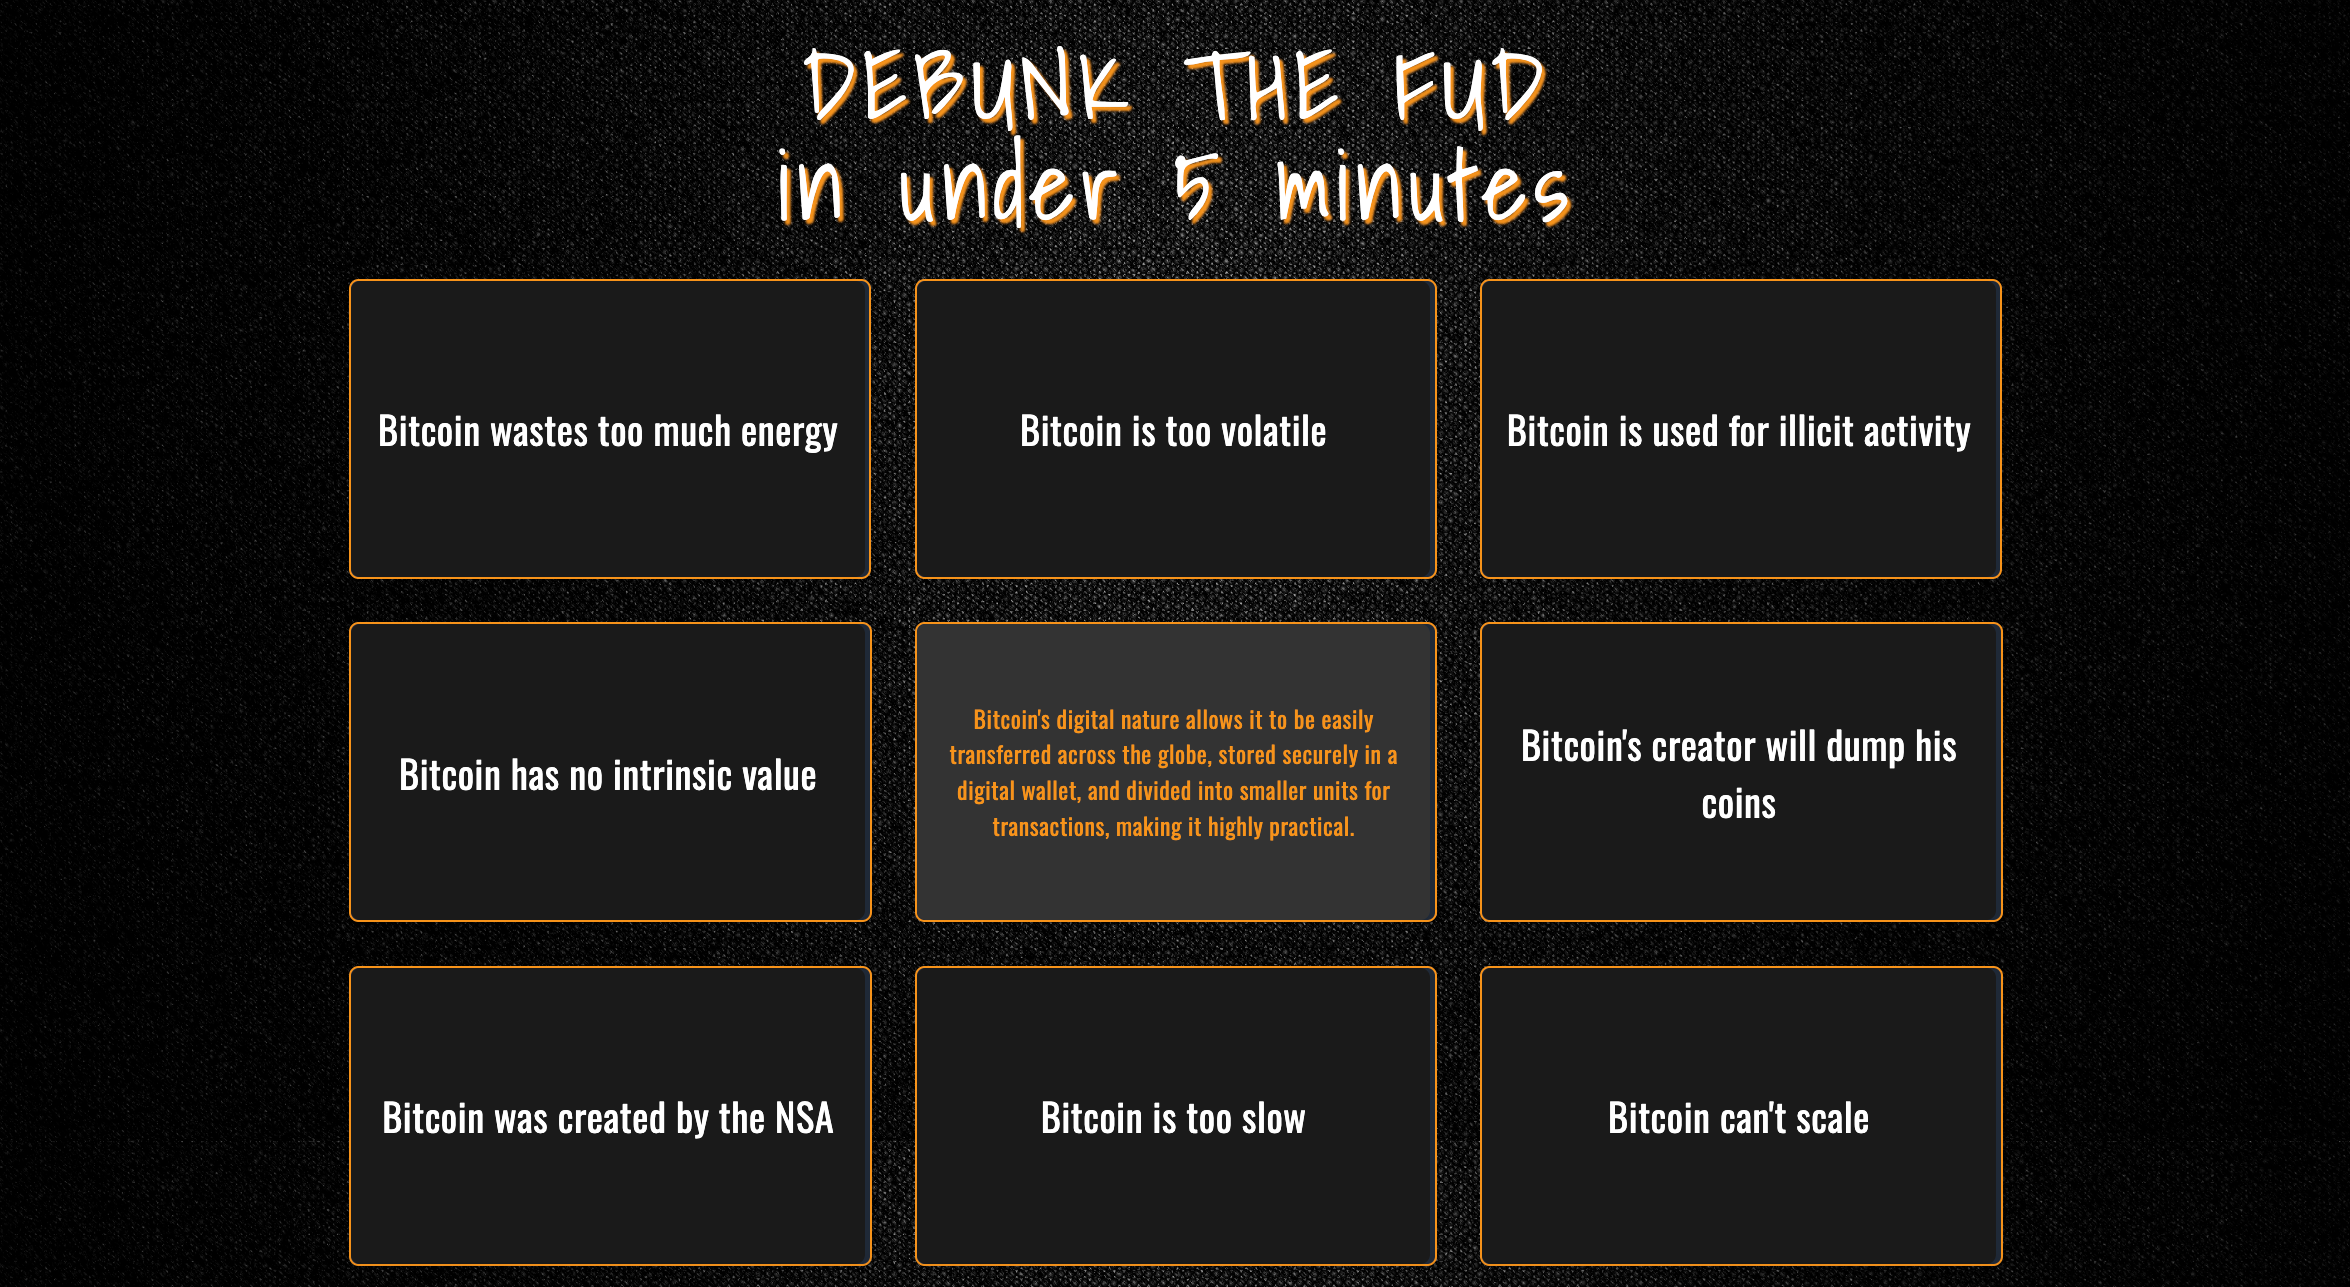 DEBUNK THE FUD
in under 5 minutes
Bitcoin wastes too much energy
Bitcoin is too volatile
Bitcoin is used for illicit activity
Bitcoin has no intrinsic value
Bitcoin's digital nature allows it to be easily
transferred across the globe, stored securely in a
digital wallet, and divided into smaller units for
transactions, making it highly practical.
Bitcoin's creator will dump his
coins
Bitcoin was created by the NSA
Bitcoin is too slow
Bitcoin can't scale